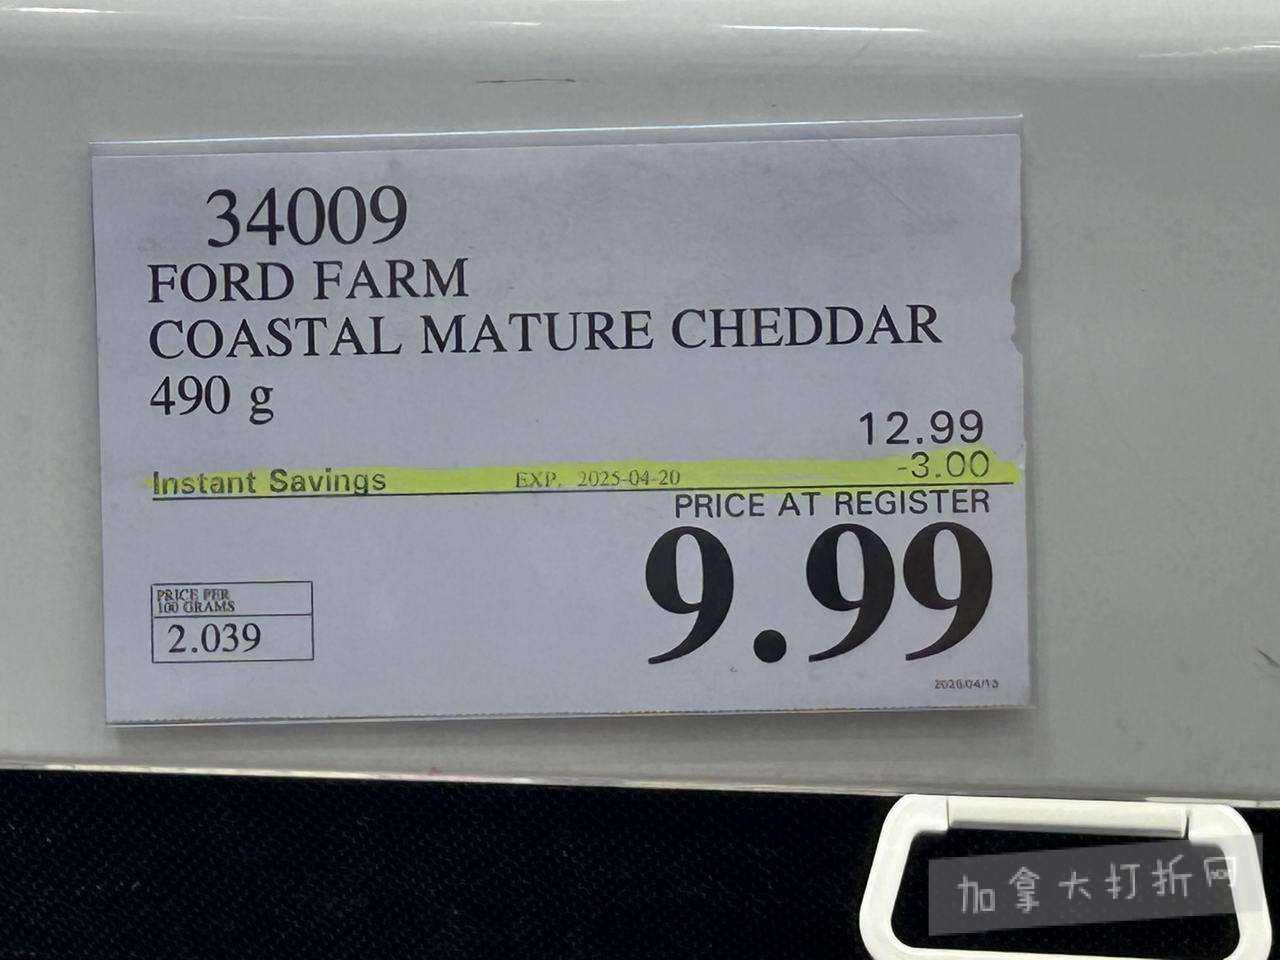 34009
FORD FARM
COASTAL MATURE CHEDDAR
490 g
12.99
Instant Savings EXP. 2025-04-20 -3.00
PRICE AT REGISTER
9.99
PRICE PER
100 GRAMS
2.039
加拿大打折网